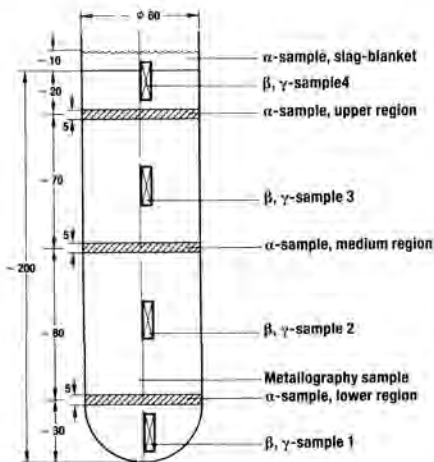 ~ ϕ 60
~ 10
α-sample, slag-blanket
~ 20
β, γ-sample4
α-sample, upper region
5
~ 70
β, γ-sample 3
5
α-sample, medium region
~ 200
~ 80
β, γ-sample 2
Metallography sample
5
α-sample, lower region
~ 30
β, γ-sample 1